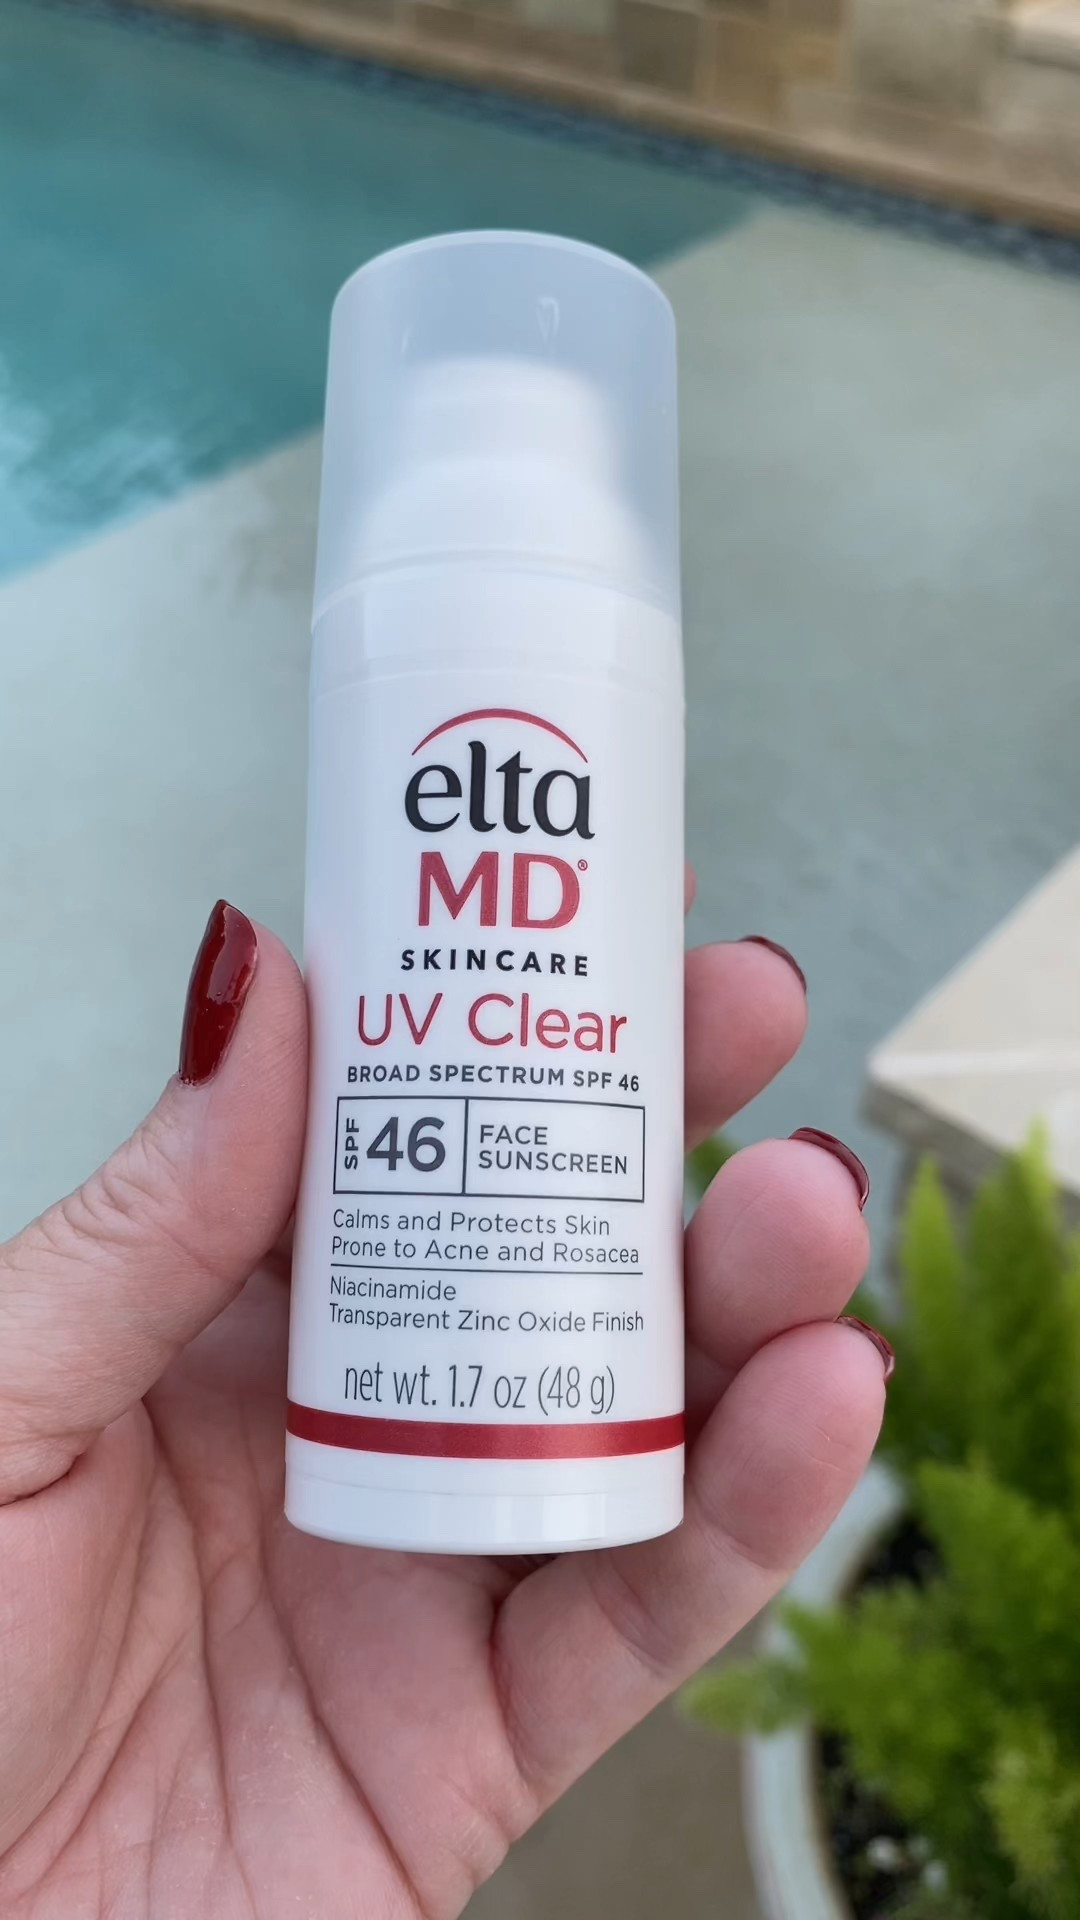 elta
MD®
SKINCARE
UV Clear
BROAD SPECTRUM SPF 46
SPF 46
FACE
SUNSCREEN
Calms and Protects Skin
Prone to Acne and Rosacea
Niacinamide
Transparent Zinc Oxide Finish
net wt. 1.7 oz (48 g)